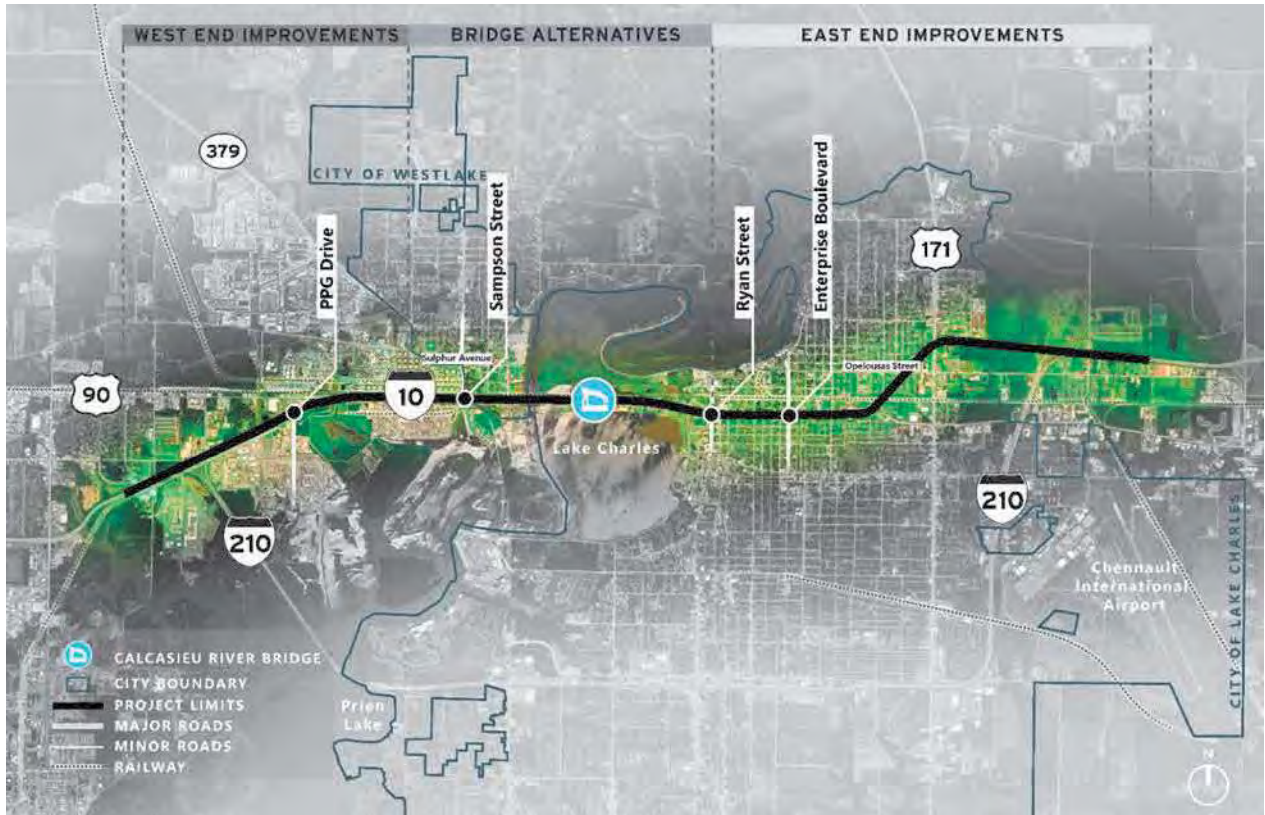 WEST END IMPROVEMENTS
BRIDGE ALTERNATIVES
EAST END IMPROVEMENTS
379
CITY OF WESTLAKE
PPG Drive
Sampson Street
Ryan Street
Enterprise Boulevard
171
Sulphur Avenue
Opelousas Street
90
10
Lake Charles
210
210
Chennault
International
Airport
CITY OF LAKE CHARLES
Prien
Lake
CALCASIEU RIVER BRIDGE
CITY BOUNDARY
PROJECT LIMITS
MAJOR ROADS
MINOR ROADS
RAILWAY
N